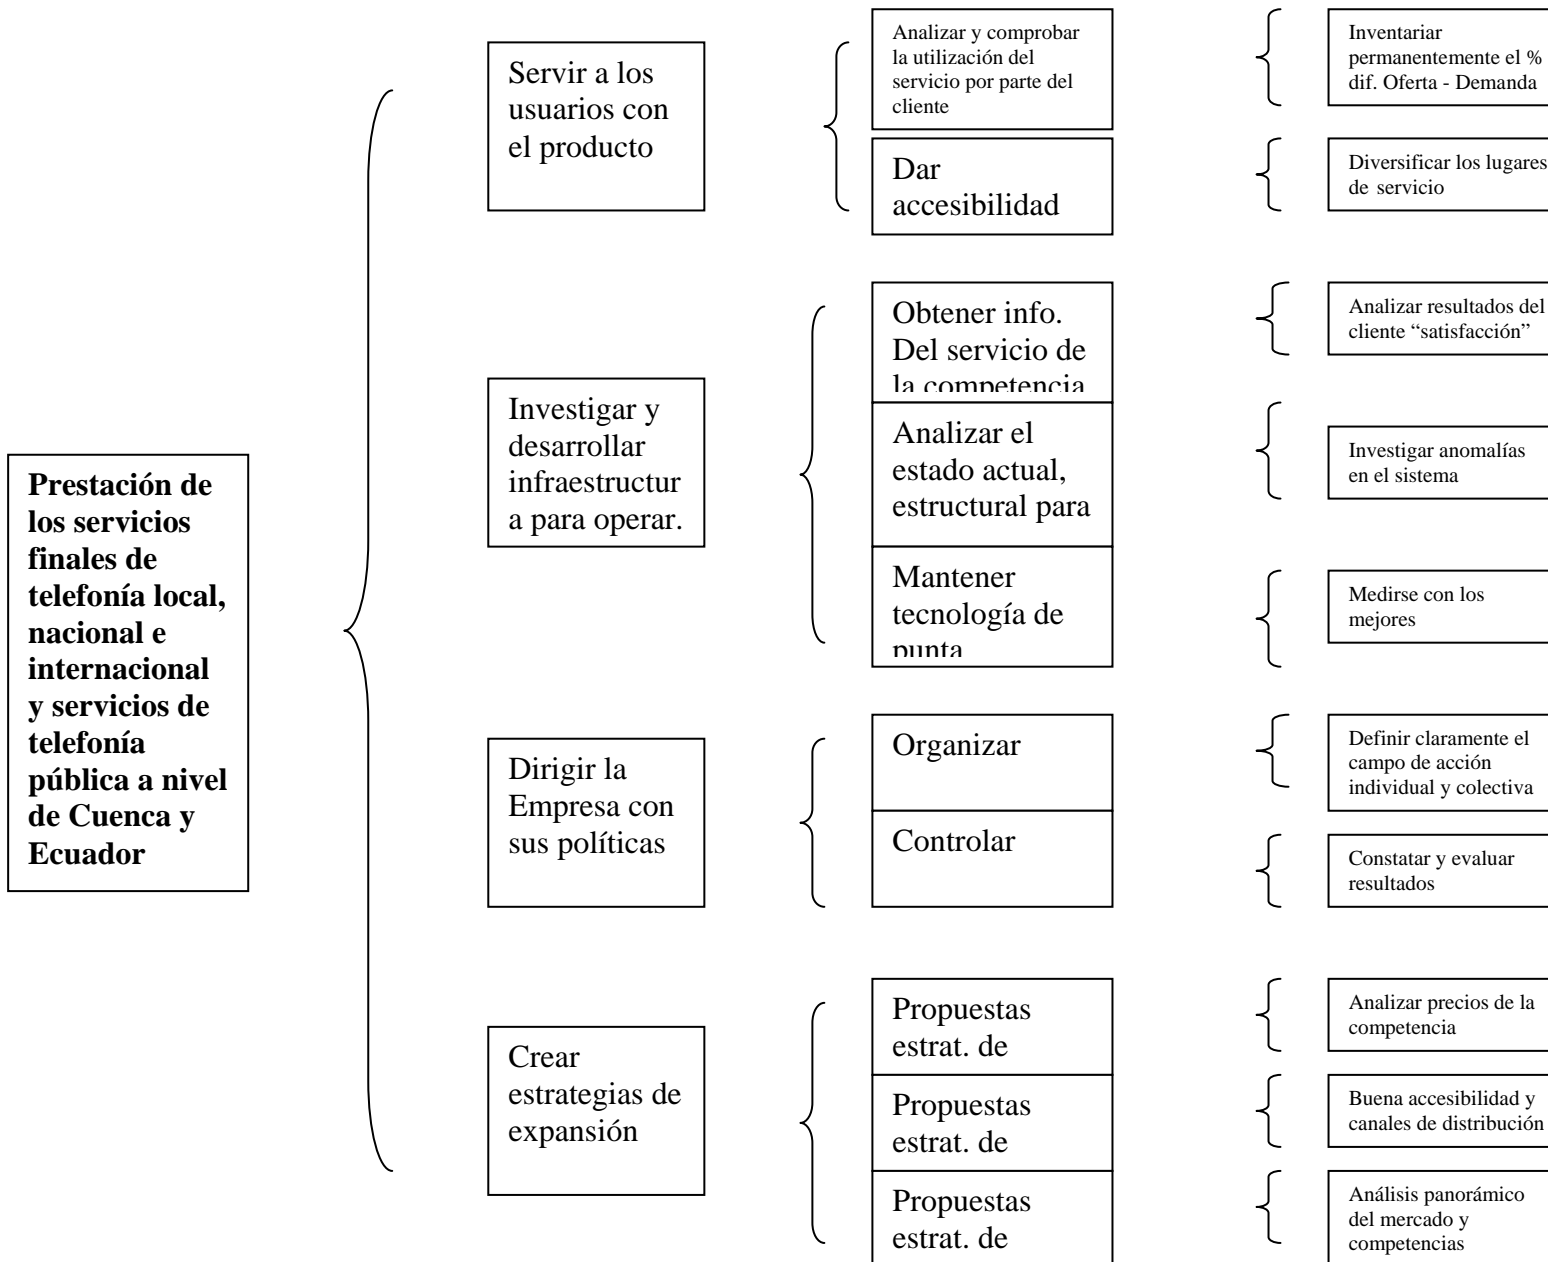 Prestación de
los servicios
finales de
telefonía local,
nacional e
internacional
y servicios de
telefonía
pública a nivel
de Cuenca y
Ecuador
Servir a los
usuarios con
el producto
Analizar y comprobar
la utilización del
servicio por parte del
cliente
Inventariar
permanentemente el %
dif. Oferta - Demanda
Dar
accesibilidad
Diversificar los lugares
de servicio
Investigar y
desarrollar
infraestructur
a para operar.
Obtener info.
Del servicio de
la competencia
Analizar resultados del
cliente “satisfacción”
Analizar el
estado actual,
estructural para
Investigar anomalías
en el sistema
Mantener
tecnología de
punta
Medirse con los
mejores
Dirigir la
Empresa con
sus políticas
Organizar
Definir claramente el
campo de acción
individual y colectiva
Controlar
Constatar y evaluar
resultados
Crear
estrategias de
expansión
Propuestas
estrat. de
Analizar precios de la
competencia
Propuestas
estrat. de
Buena accesibilidad y
canales de distribución
Propuestas
estrat. de
Análisis panorámico
del mercado y
competencias